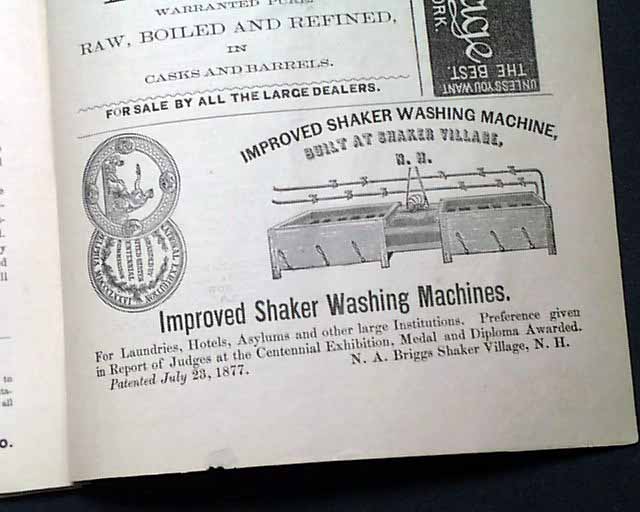 WARRANTED PURE.
RAW, BOILED AND REFINED,
IN
CASKS AND BARRELS.
FOR SALE BY ALL THE LARGE DEALERS.
UNLESS YOU WANT
THE BEST.
IMPROVED SHAKER WASHING MACHINE,
BUILT AT SHAKER VILLAGE,
N. H.
Improved Shaker Washing Machines.
For Laundries, Hotels, Asylums and other large Institutions. Preference given
in Report of Judges at the Centennial Exhibition, Medal and Diploma Awarded.
Patented July 23, 1877. N. A. Briggs Shaker Village, N. H.